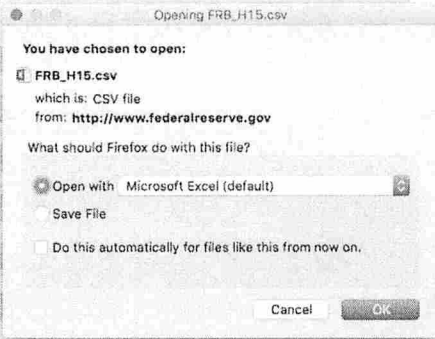 Opening FRB_H15.csv
You have chosen to open:
FRB_H15.csv
which is: CSV file
from: http://www.federalreserve.gov
What should Firefox do with this file?
Open with Microsoft Excel (default)
Save File
Do this automatically for files like this from now on.
Cancel OK